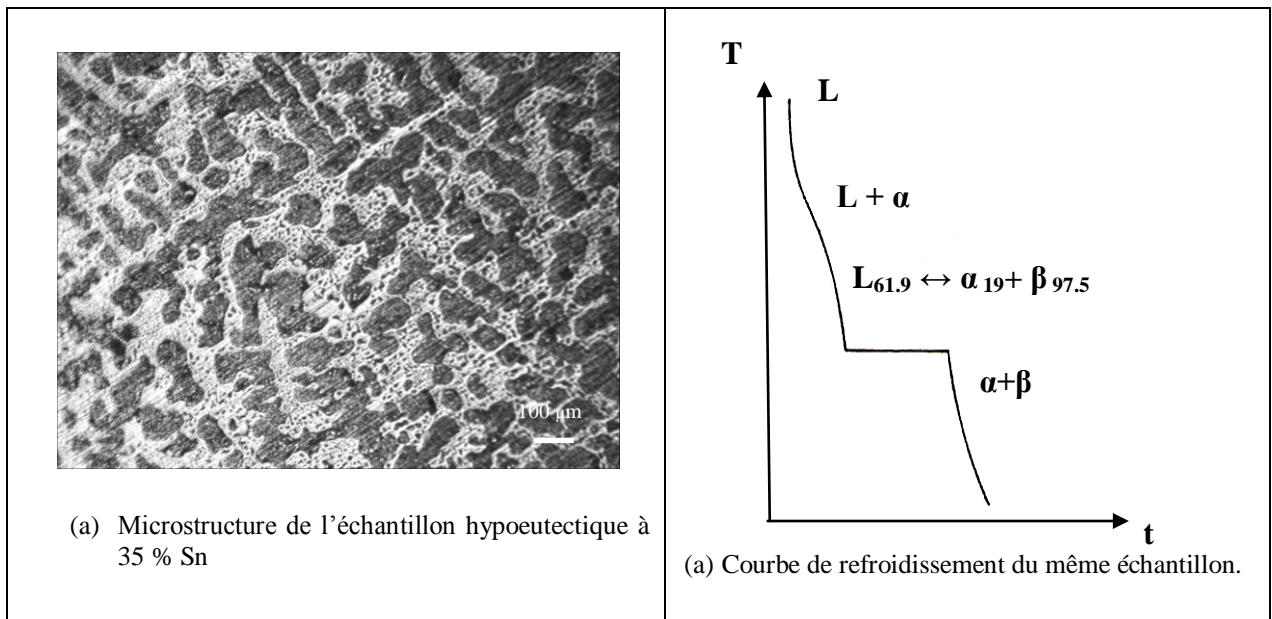 100 μm
(a) Microstructure de l’échantillon hypoeutectique à
35 % Sn
T
L
L + α
L61.9 ↔ α 19+ β 97.5
α+β
t
(a) Courbe de refroidissement du même échantillon.